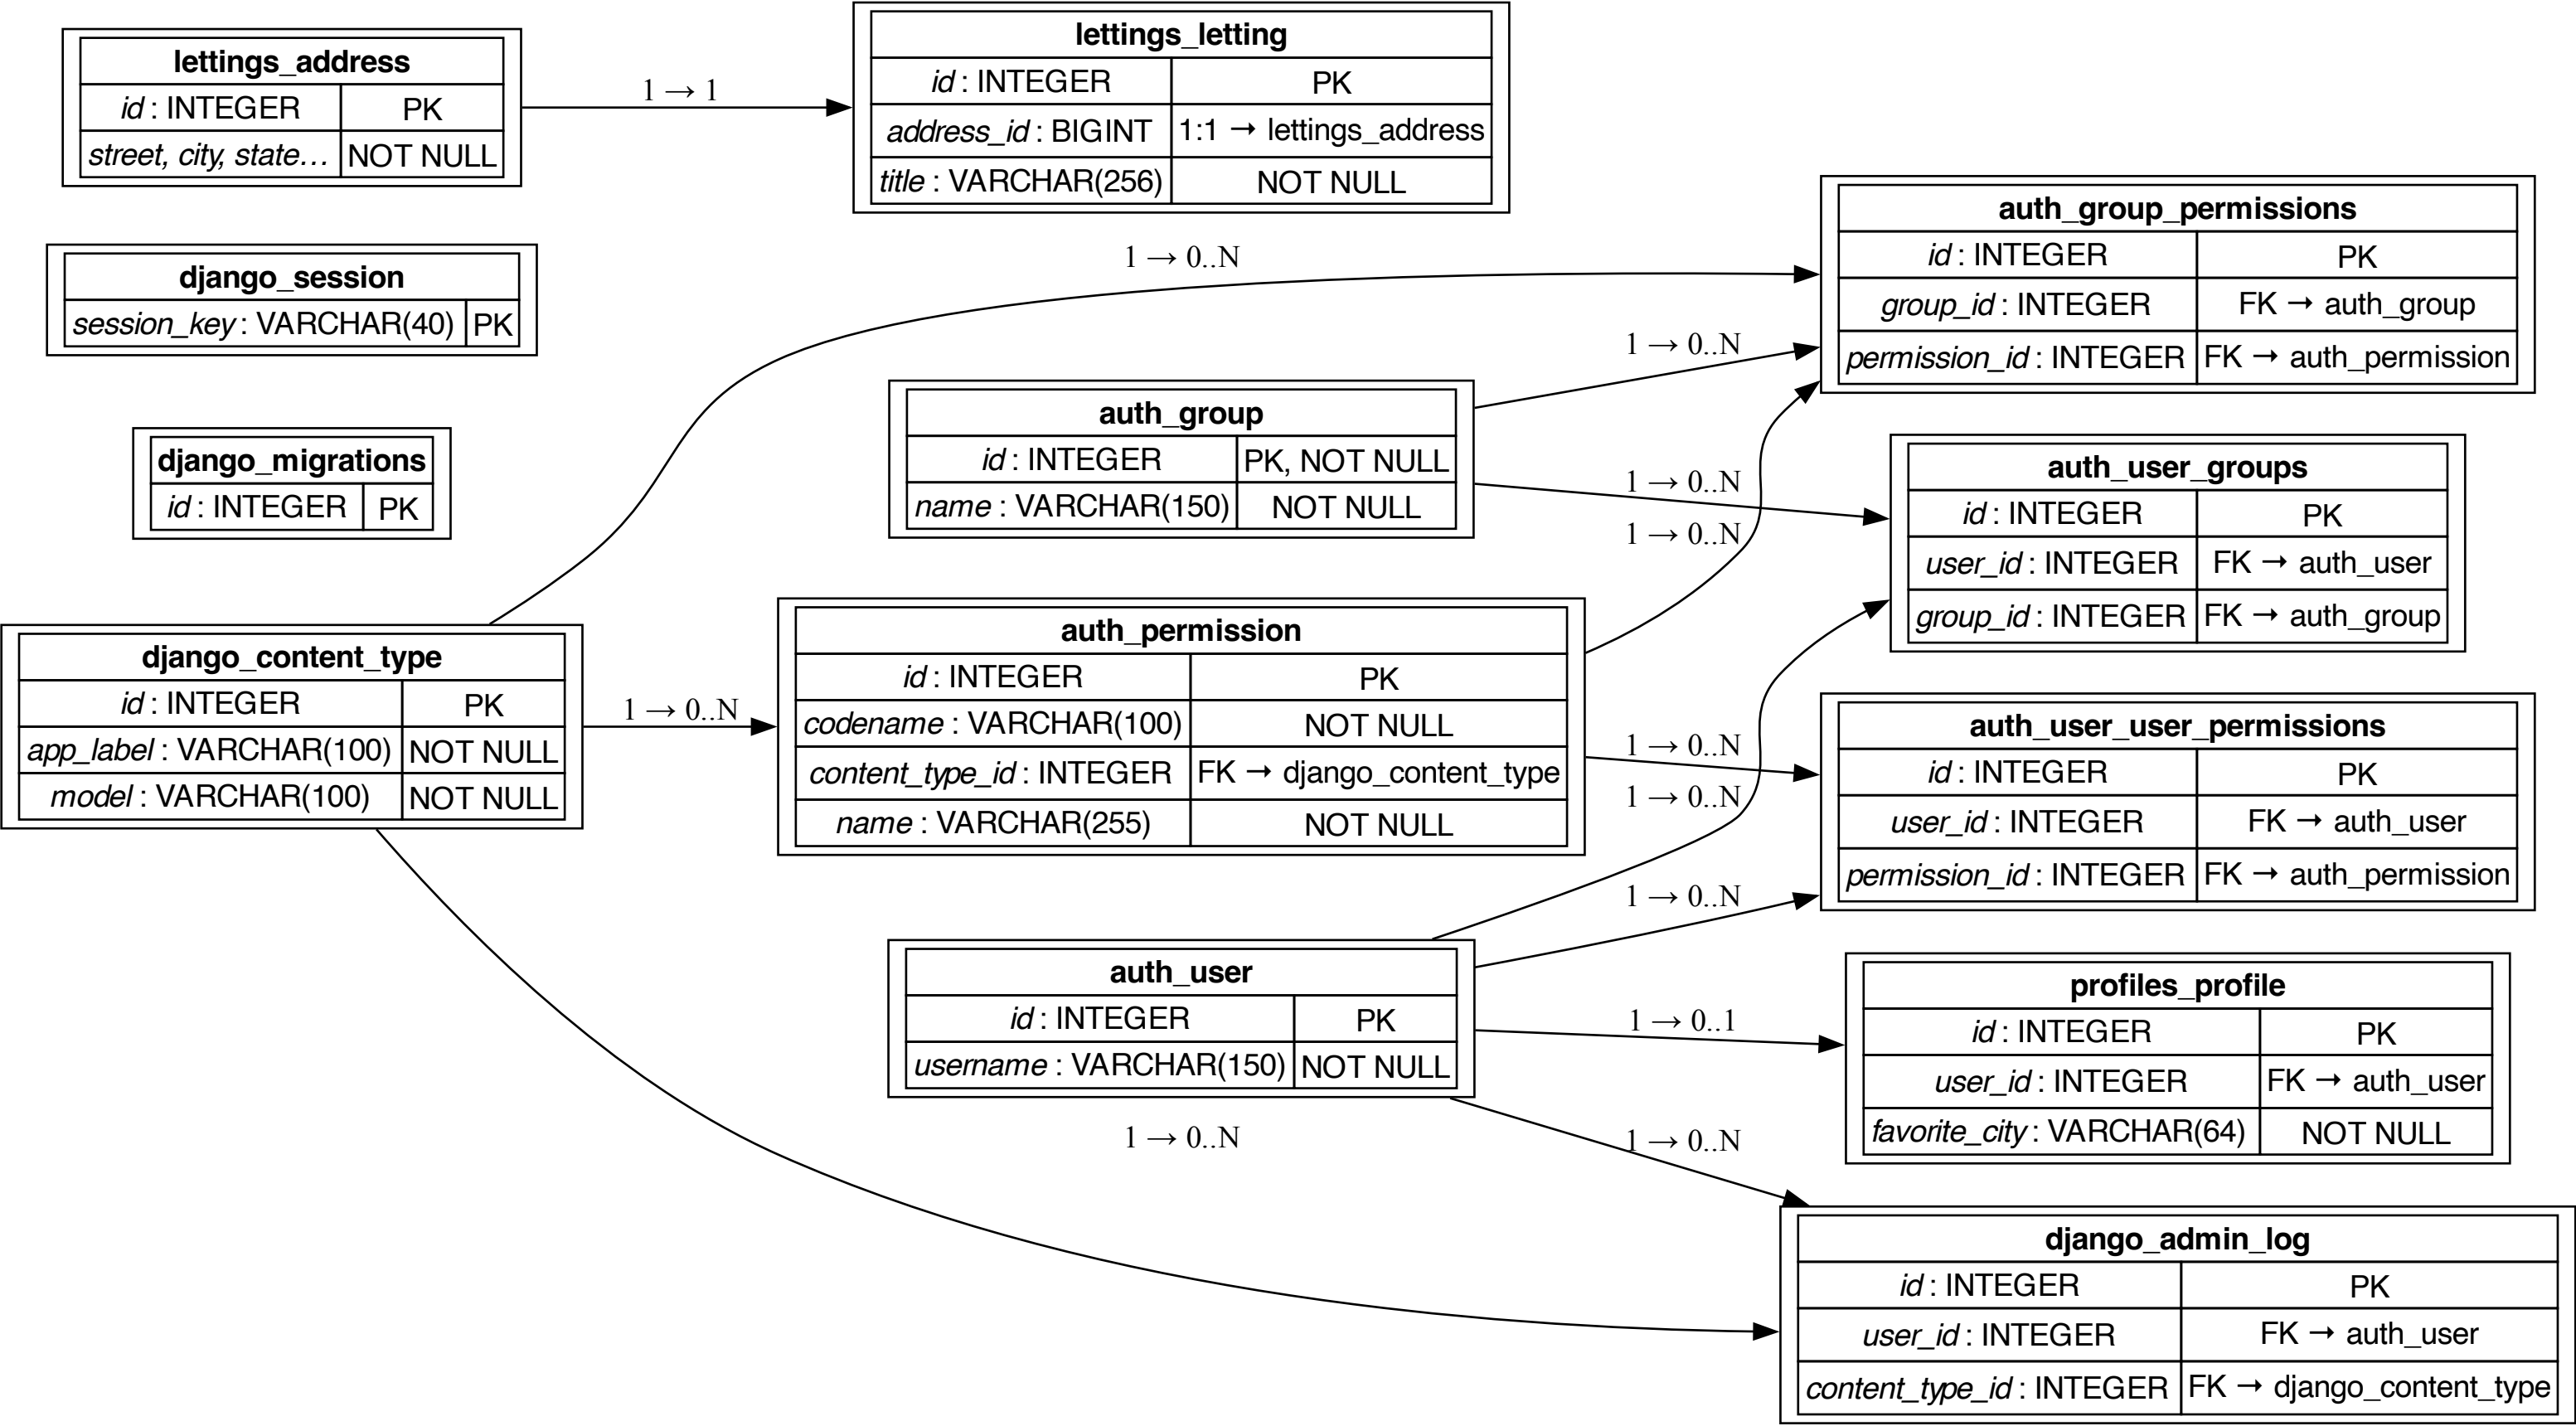 lettings_address
id : INTEGER PK
street, city, state… NOT NULL
1 → 1
lettings_letting
id : INTEGER PK
address_id : BIGINT 1:1 → lettings_address
title : VARCHAR(256) NOT NULL
django_session
session_key : VARCHAR(40) PK
django_migrations
id : INTEGER PK
django_content_type
id : INTEGER PK
app_label : VARCHAR(100) NOT NULL
model : VARCHAR(100) NOT NULL
1 → 0..N
1 → 0..N
1 → 0..N
auth_group
id : INTEGER PK, NOT NULL
name : VARCHAR(150) NOT NULL
1 → 0..N
1 → 0..N
auth_permission
id : INTEGER PK
codename : VARCHAR(100) NOT NULL
content_type_id : INTEGER FK → django_content_type
name : VARCHAR(255) NOT NULL
1 → 0..N
1 → 0..N
auth_user
id : INTEGER PK
username : VARCHAR(150) NOT NULL
1 → 0..N
1 → 0..N
1 → 0..1
1 → 0..N
auth_group_permissions
id : INTEGER PK
group_id : INTEGER FK → auth_group
permission_id : INTEGER FK → auth_permission
auth_user_groups
id : INTEGER PK
user_id : INTEGER FK → auth_user
group_id : INTEGER FK → auth_group
auth_user_user_permissions
id : INTEGER PK
user_id : INTEGER FK → auth_user
permission_id : INTEGER FK → auth_permission
profiles_profile
id : INTEGER PK
user_id : INTEGER FK → auth_user
favorite_city : VARCHAR(64) NOT NULL
django_admin_log
id : INTEGER PK
user_id : INTEGER FK → auth_user
content_type_id : INTEGER FK → django_content_type